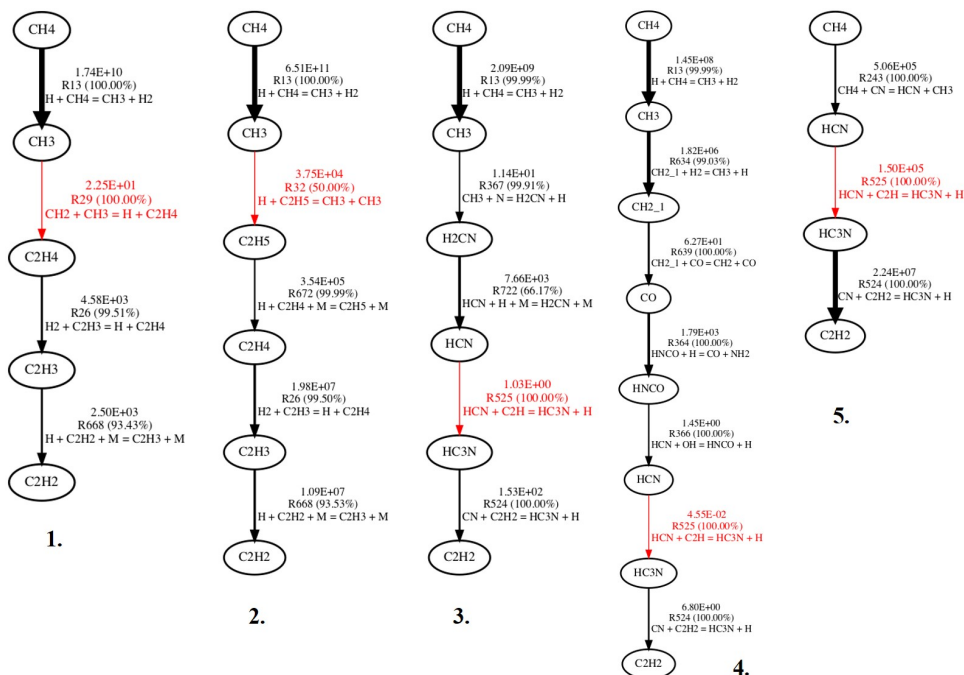 CH4
1.74E+10
R13 (100.00%)
H + CH4 = CH3 + H2
CH3
2.25E+01
R29 (100.00%)
CH2 + CH3 = H + C2H4
C2H4
4.58E+03
R26 (99.51%)
H2 + C2H3 = H + C2H4
C2H3
2.50E+03
R668 (93.43%)
H + C2H2 + M = C2H3 + M
C2H2
1.
CH4
6.51E+11
R13 (100.00%)
H + CH4 = CH3 + H2
CH3
3.75E+04
R32 (50.00%)
H + C2H5 = CH3 + CH3
C2H5
3.54E+05
R672 (99.99%)
H + C2H4 + M = C2H5 + M
C2H4
1.98E+07
R26 (99.50%)
H2 + C2H3 = H + C2H4
C2H3
1.09E+07
R668 (93.53%)
H + C2H2 + M = C2H3 + M
C2H2
2.
CH4
2.09E+09
R13 (99.99%)
H + CH4 = CH3 + H2
CH3
1.14E+01
R367 (99.91%)
CH3 + N = H2CN + H
H2CN
7.66E+03
R722 (66.17%)
HCN + H + M = H2CN + M
HCN
1.03E+00
R525 (100.00%)
HCN + C2H = HC3N + H
HC3N
1.53E+02
R524 (100.00%)
CN + C2H2 = HC3N + H
C2H2
3.
CH4
1.45E+08
R13 (99.99%)
H + CH4 = CH3 + H2
CH3
1.82E+06
R634 (99.03%)
CH2_1 + H2 = CH3 + H
CH2_1
6.27E+01
R639 (100.00%)
CH2_1 + CO = CH2 + CO
CO
1.79E+03
R364 (100.00%)
HNCO + H = CO + NH2
HNCO
1.45E+00
R366 (100.00%)
HCN + OH = HNCO + H
HCN
4.55E-02
R525 (100.00%)
HCN + C2H = HC3N + H
HC3N
6.80E+00
R524 (100.00%)
CN + C2H2 = HC3N + H
C2H2
4.
CH4
5.06E+05
R243 (100.00%)
CH4 + CN = HCN + CH3
HCN
1.50E+05
R525 (100.00%)
HCN + C2H = HC3N + H
HC3N
2.24E+07
R524 (100.00%)
CN + C2H2 = HC3N + H
C2H2
5.